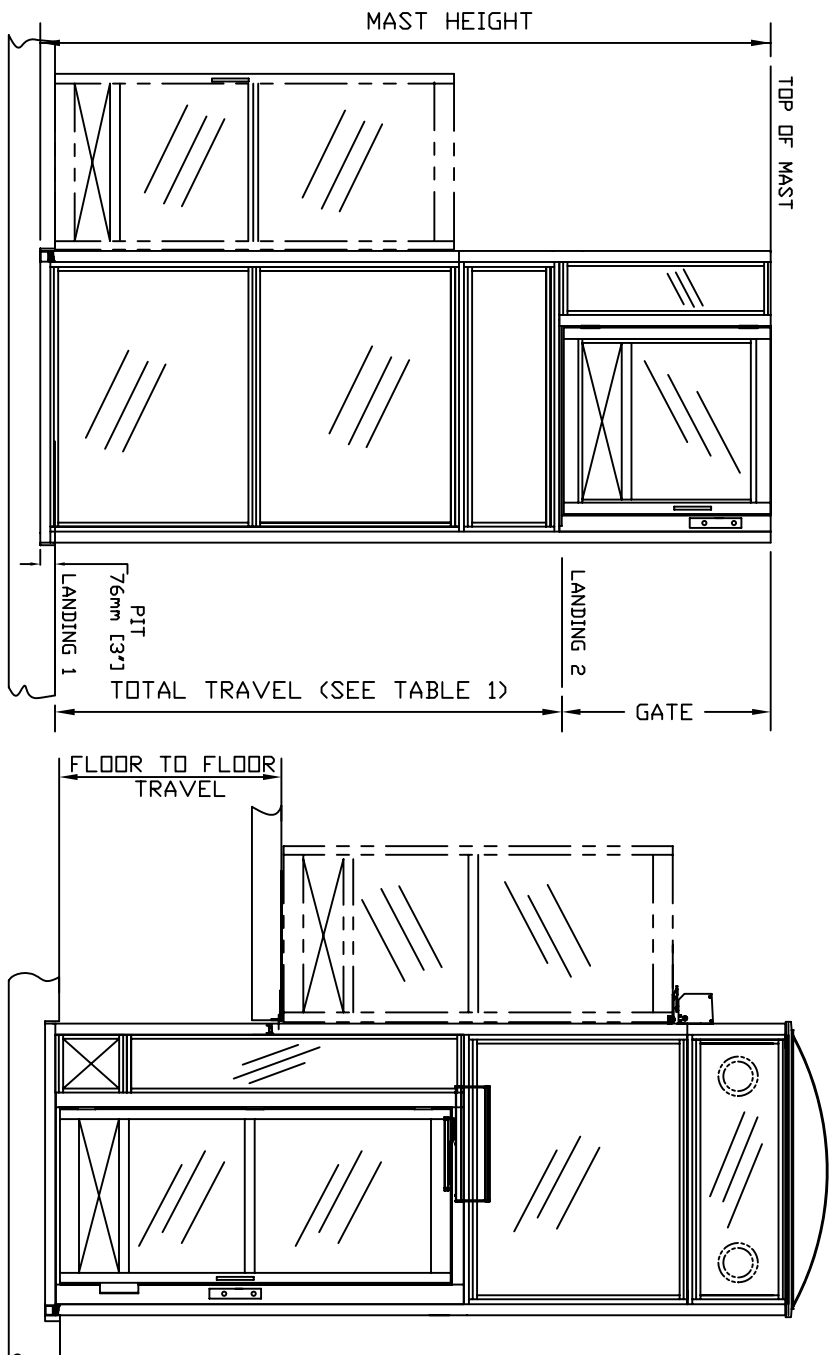 MAST HEIGHT
TOP OF MAST
LANDING 2
PIT
76mm [3"]
LANDING 1
TOTAL TRAVEL (SEE TABLE 1)
GATE
FLOOR TO FLOOR
TRAVEL